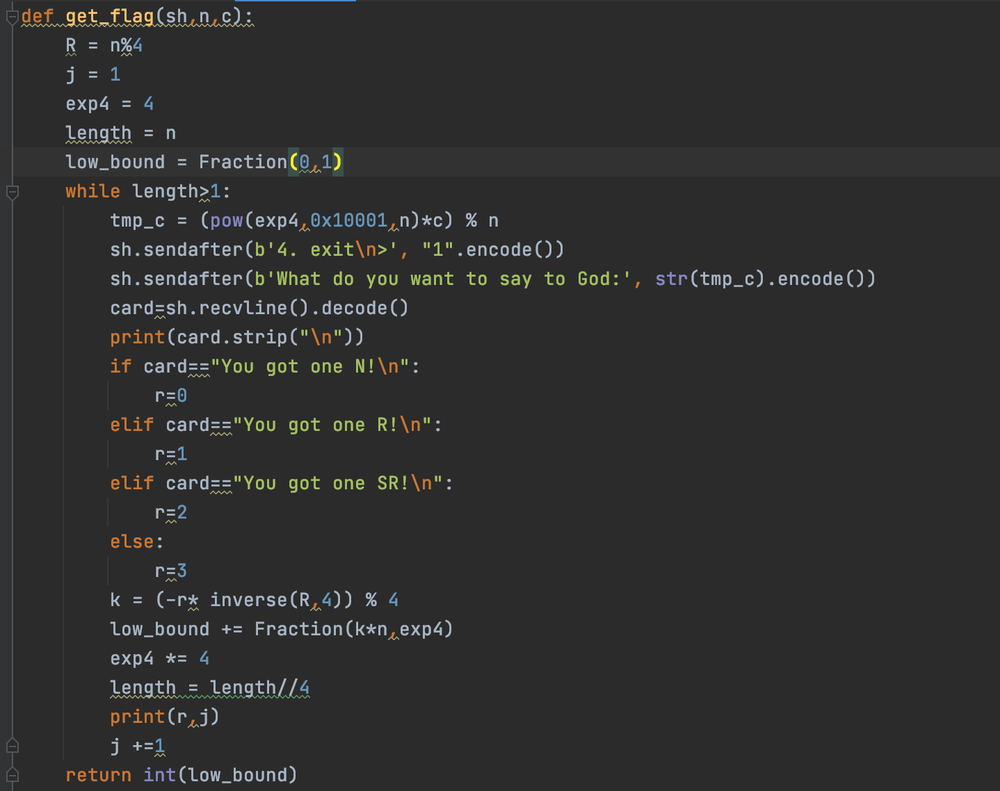 def get_flag(sh,n,c):
    R = n%4
    j = 1
    exp4 = 4
    length = n
    low_bound = Fraction(0,1)
    while length>1:
        tmp_c = (pow(exp4,0x10001,n)*c) % n
        sh.sendafter(b'4. exit\n>', "1".encode())
        sh.sendafter(b'What do you want to say to God:', str(tmp_c).encode())
        card=sh.recvline().decode()
        print(card.strip("\n"))
        if card=="You got one N!\n":
            r=0
        elif card=="You got one R!\n":
            r=1
        elif card=="You got one SR!\n":
            r=2
        else:
            r=3
        k = (-r* inverse(R,4)) % 4
        low_bound += Fraction(k*n,exp4)
        exp4 *= 4
        length = length//4
        print(r,j)
        j +=1
    return int(low_bound)